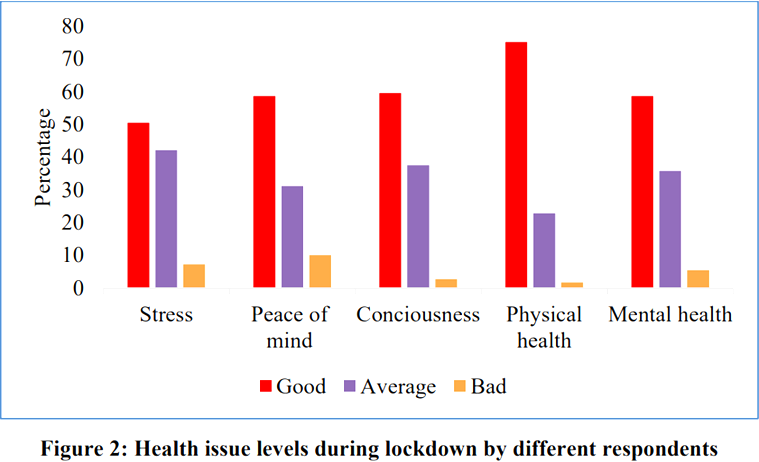 80
70
60
50
40
30
20
10
0
Percentage
Stress
Peace of
mind
Conciousness
Physical
health
Mental health
Good
Average
Bad
Figure 2: Health issue levels during lockdown by different respondents